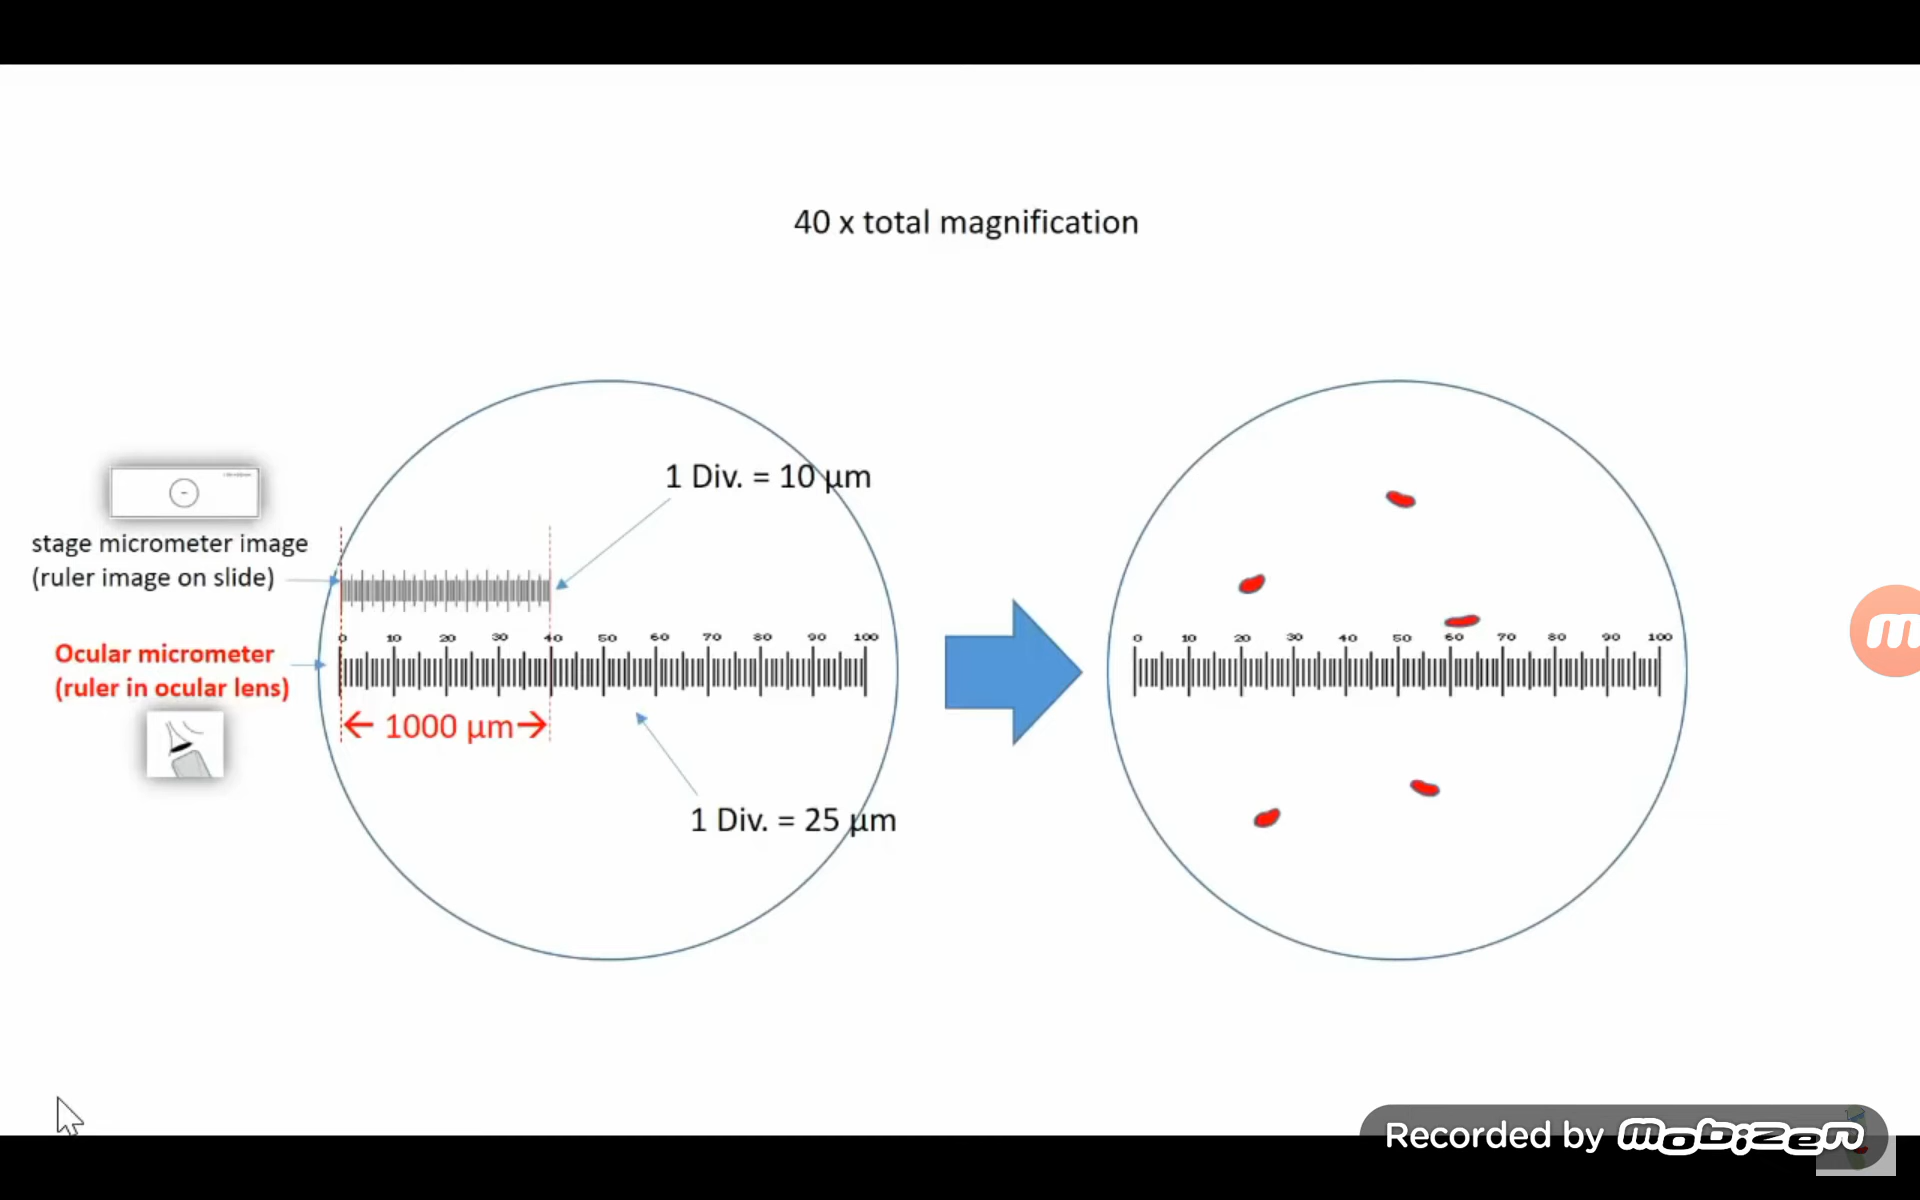 40 x total magnification
1 Div. = 10 µm
stage micrometer image
(ruler image on slide)
0 10 20 30 40 50 60 70 80 90 100
Ocular micrometer
(ruler in ocular lens)
← 1000 µm→
1 Div. = 25 µm
0 10 20 30 40 50 60 70 80 90 100
m
Recorded by mobizen